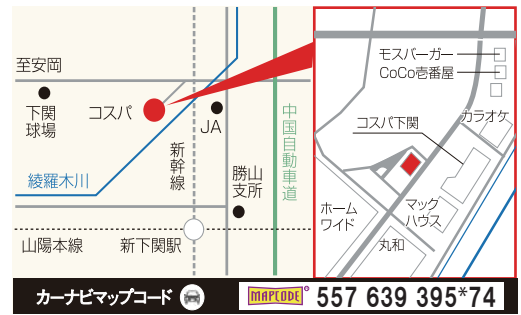 至安岡
下関
球場
コスパ
JA
新幹線
中国自動車道
綾羅木川
勝山
支所
山陽本線
新下関駅
モスバーガー
CoCo壱番屋
コスパ下関
カラオケ
ホーム
ワイド
マック
ハウス
丸和
カーナビマップコード
MAPCODE® 557 639 395*74